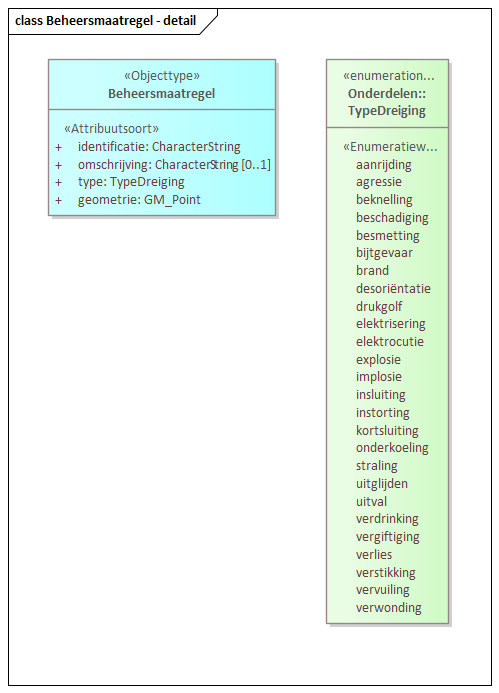 class Beheersmaatregel - detail
«Objecttype»
Beheersmaatregel
«Attribuutsoort»
+ identificatie: CharacterString
+ omschrijving: CharacterString [0..1]
+ type: TypeDreiging
+ geometrie: GM_Point
«enumeration...
Onderdelen::
TypeDreiging
«Enumeratiew...
aanrijding
agressie
beknelling
beschadiging
besmetting
bijtgevaar
brand
desoriëntatie
drukgolf
elektrisering
elektrocutie
explosie
implosie
insluiting
instorting
kortsluiting
onderkoeling
straling
uitglijden
uitval
verdrinking
vergiftiging
verlies
verstikking
vervuiling
verwonding